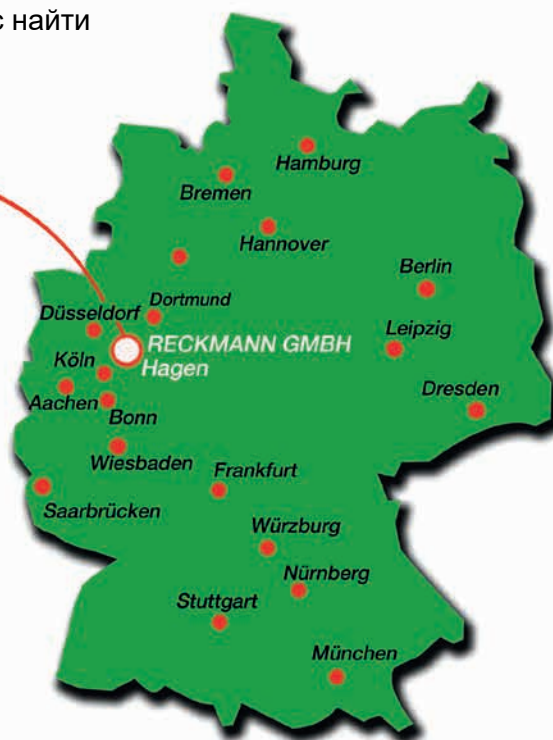 с найти
Hamburg
Bremen
Hannover
Berlin
Dortmund
Düsseldorf
Leipzig
RECKMANN GMBH
Köln
Hagen
Dresden
Aachen
Bonn
Wiesbaden
Frankfurt
Saarbrücken
Würzburg
Nürnberg
Stuttgart
München